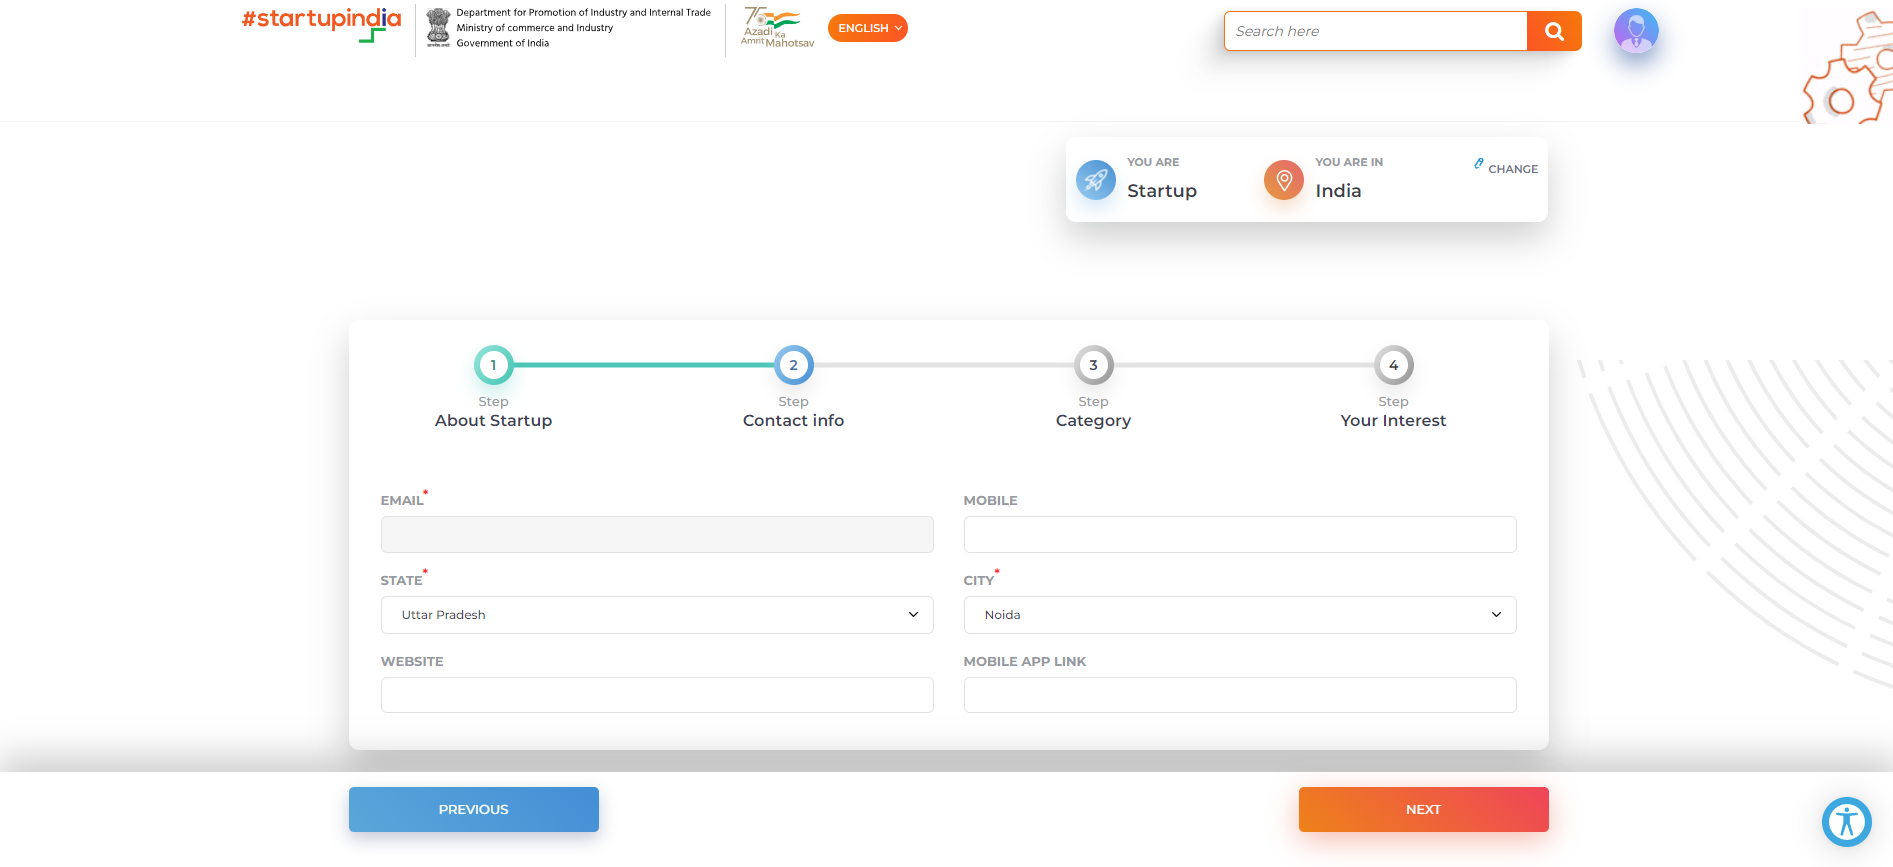 #startupindia
Department for Promotion of Industry and Internal Trade
Ministry of commerce and Industry
Government of India
75
Azadi Ka
Amrit Mahotsav
ENGLISH
Search here
YOU ARE
Startup
YOU ARE IN
India
CHANGE
1
Step
About Startup
2
Step
Contact info
3
Step
Category
4
Step
Your Interest
EMAIL*
MOBILE
STATE*
Uttar Pradesh
CITY*
Noida
WEBSITE
MOBILE APP LINK
PREVIOUS
NEXT